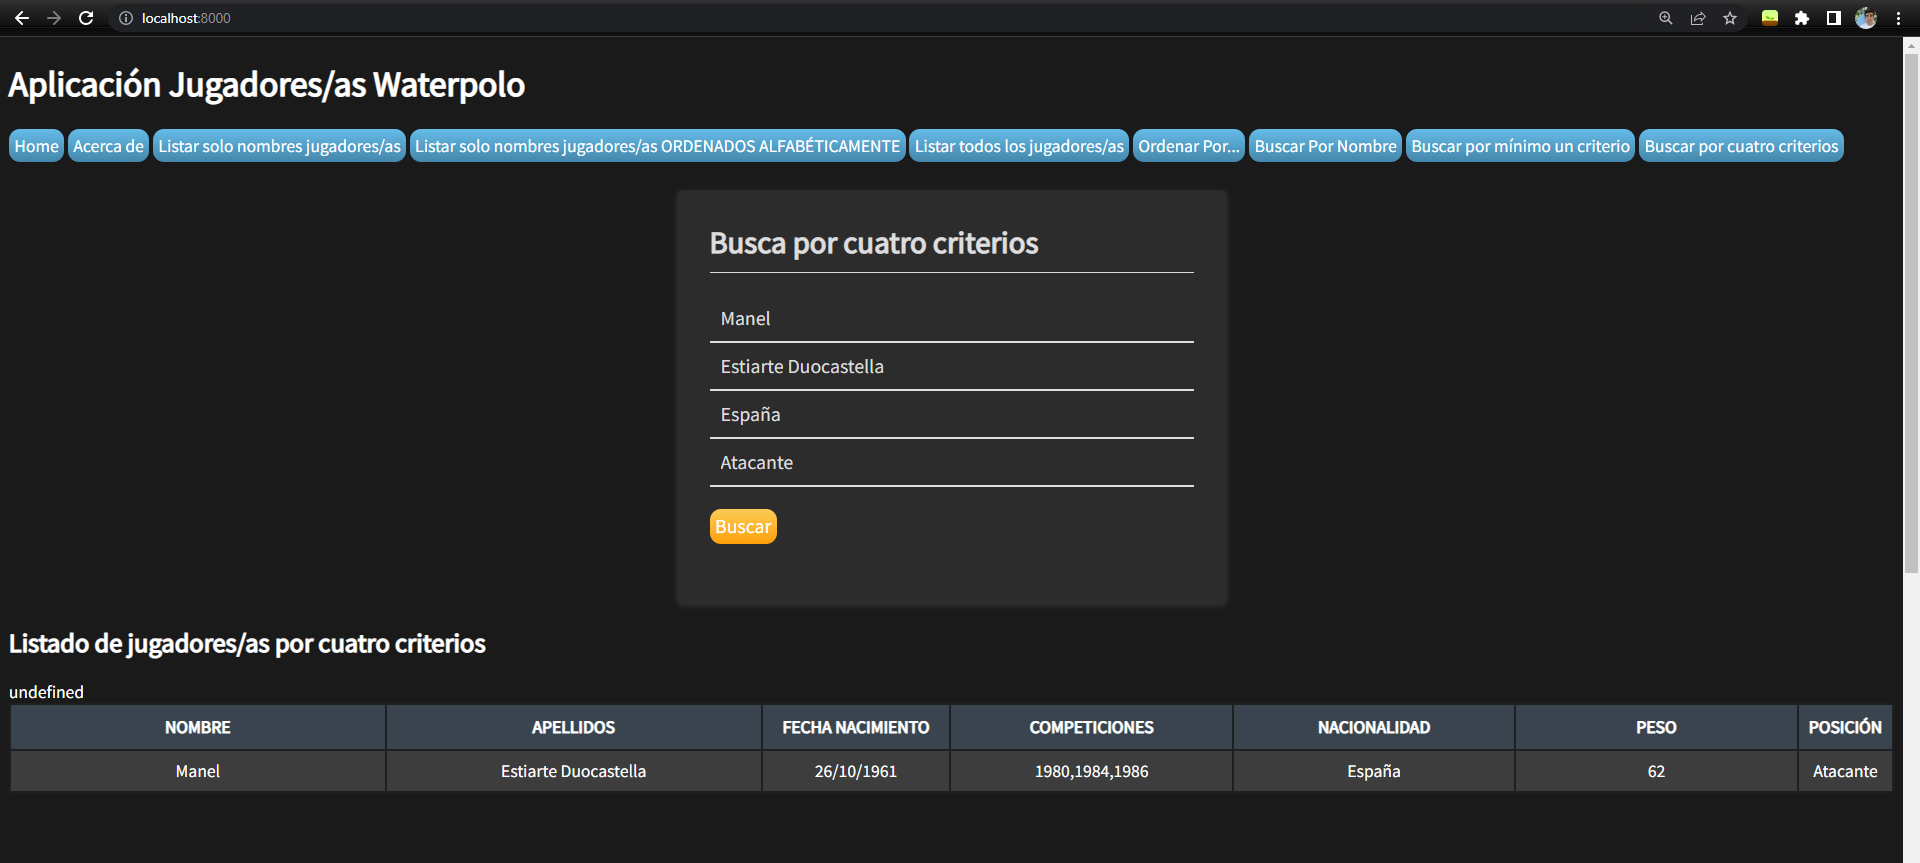 localhost:8000
Aplicación Jugadores/as Waterpolo
Home Acerca de Listar solo nombres jugadores/as Listar solo nombres jugadores/as ORDENADOS ALFABÉTICAMENTE Listar todos los jugadores/as Ordenar Por... Buscar Por Nombre Buscar por mínimo un criterio Buscar por cuatro criterios
Busca por cuatro criterios
Manel
Estiarte Duocastella
España
Atacante
Buscar
Listado de jugadores/as por cuatro criterios
undefined
NOMBRE APELLIDOS FECHA NACIMIENTO COMPETICIONES NACIONALIDAD PESO POSICIÓN
Manel Estiarte Duocastella 26/10/1961 1980,1984,1986 España 62 Atacante